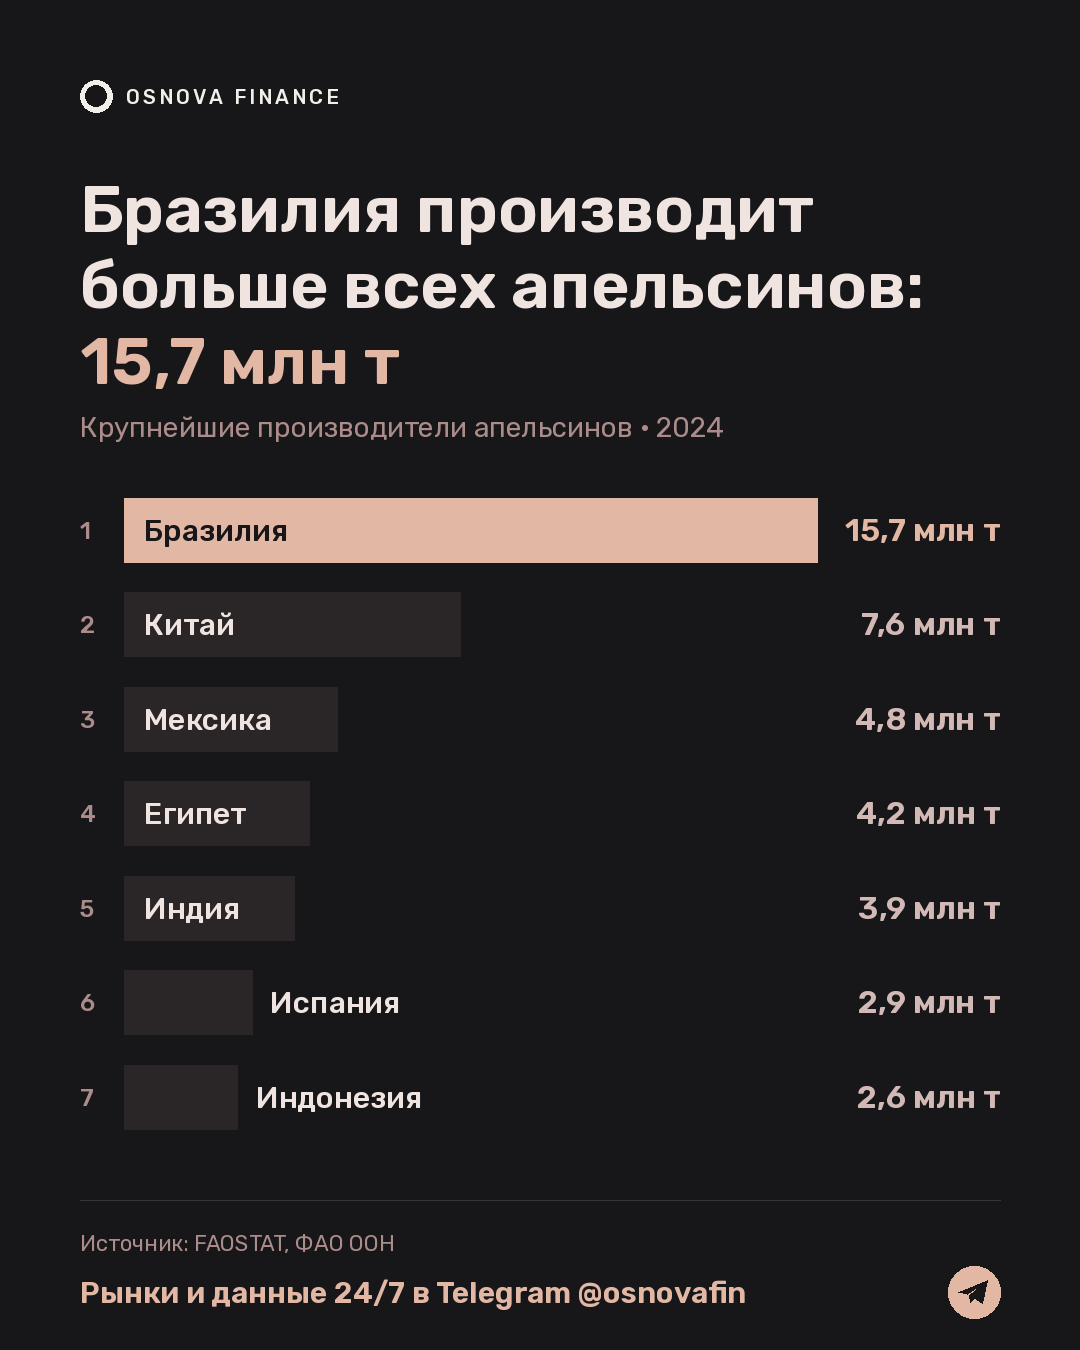 OSNOVA FINANCE
Бразилия производит
больше всех апельсинов:
15,7 млн т
Крупнейшие производители апельсинов • 2024
1 Бразилия 15,7 млн т
2 Китай 7,6 млн т
3 Мексика 4,8 млн т
4 Египет 4,2 млн т
5 Индия 3,9 млн т
6 Испания 2,9 млн т
7 Индонезия 2,6 млн т
Источник: FAOSTAT, ФАО ООН
Рынки и данные 24/7 в Telegram @osnovafin